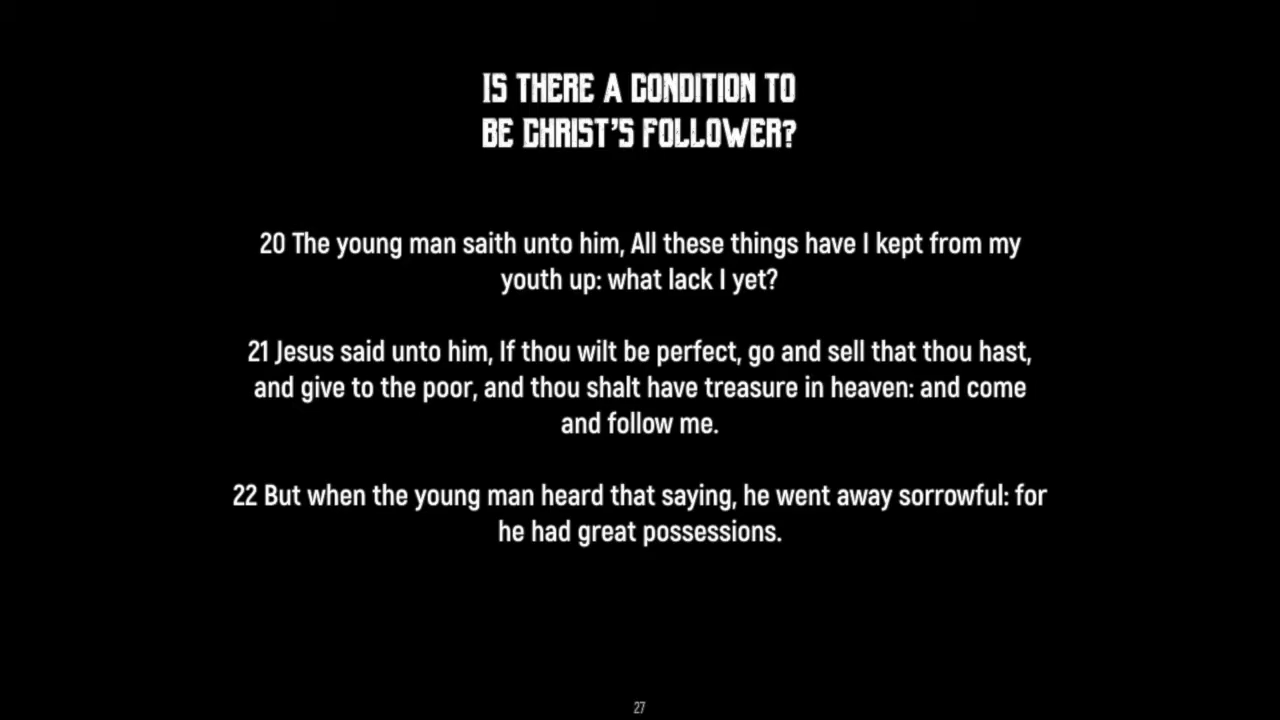 IS THERE A CONDITION TO
BE CHRIST'S FOLLOWER?
20 The young man saith unto him, All these things have I kept from my
youth up: what lack I yet?
21 Jesus said unto him, If thou wilt be perfect, go and sell that thou hast,
and give to the poor, and thou shalt have treasure in heaven: and come
and follow me.
22 But when the young man heard that saying, he went away sorrowful: for
he had great possessions.
27